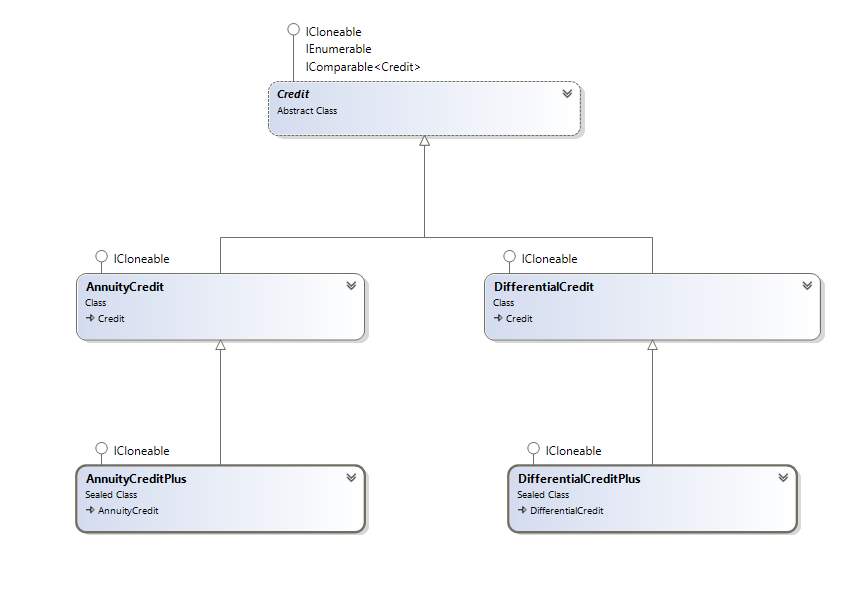 ICloneable
IEnumerable
IComparable<Credit>
Credit
Abstract Class
ICloneable
AnnuityCredit
Class
Credit
ICloneable
DifferentialCredit
Class
Credit
ICloneable
AnnuityCreditPlus
Sealed Class
AnnuityCredit
ICloneable
DifferentialCreditPlus
Sealed Class
DifferentialCredit